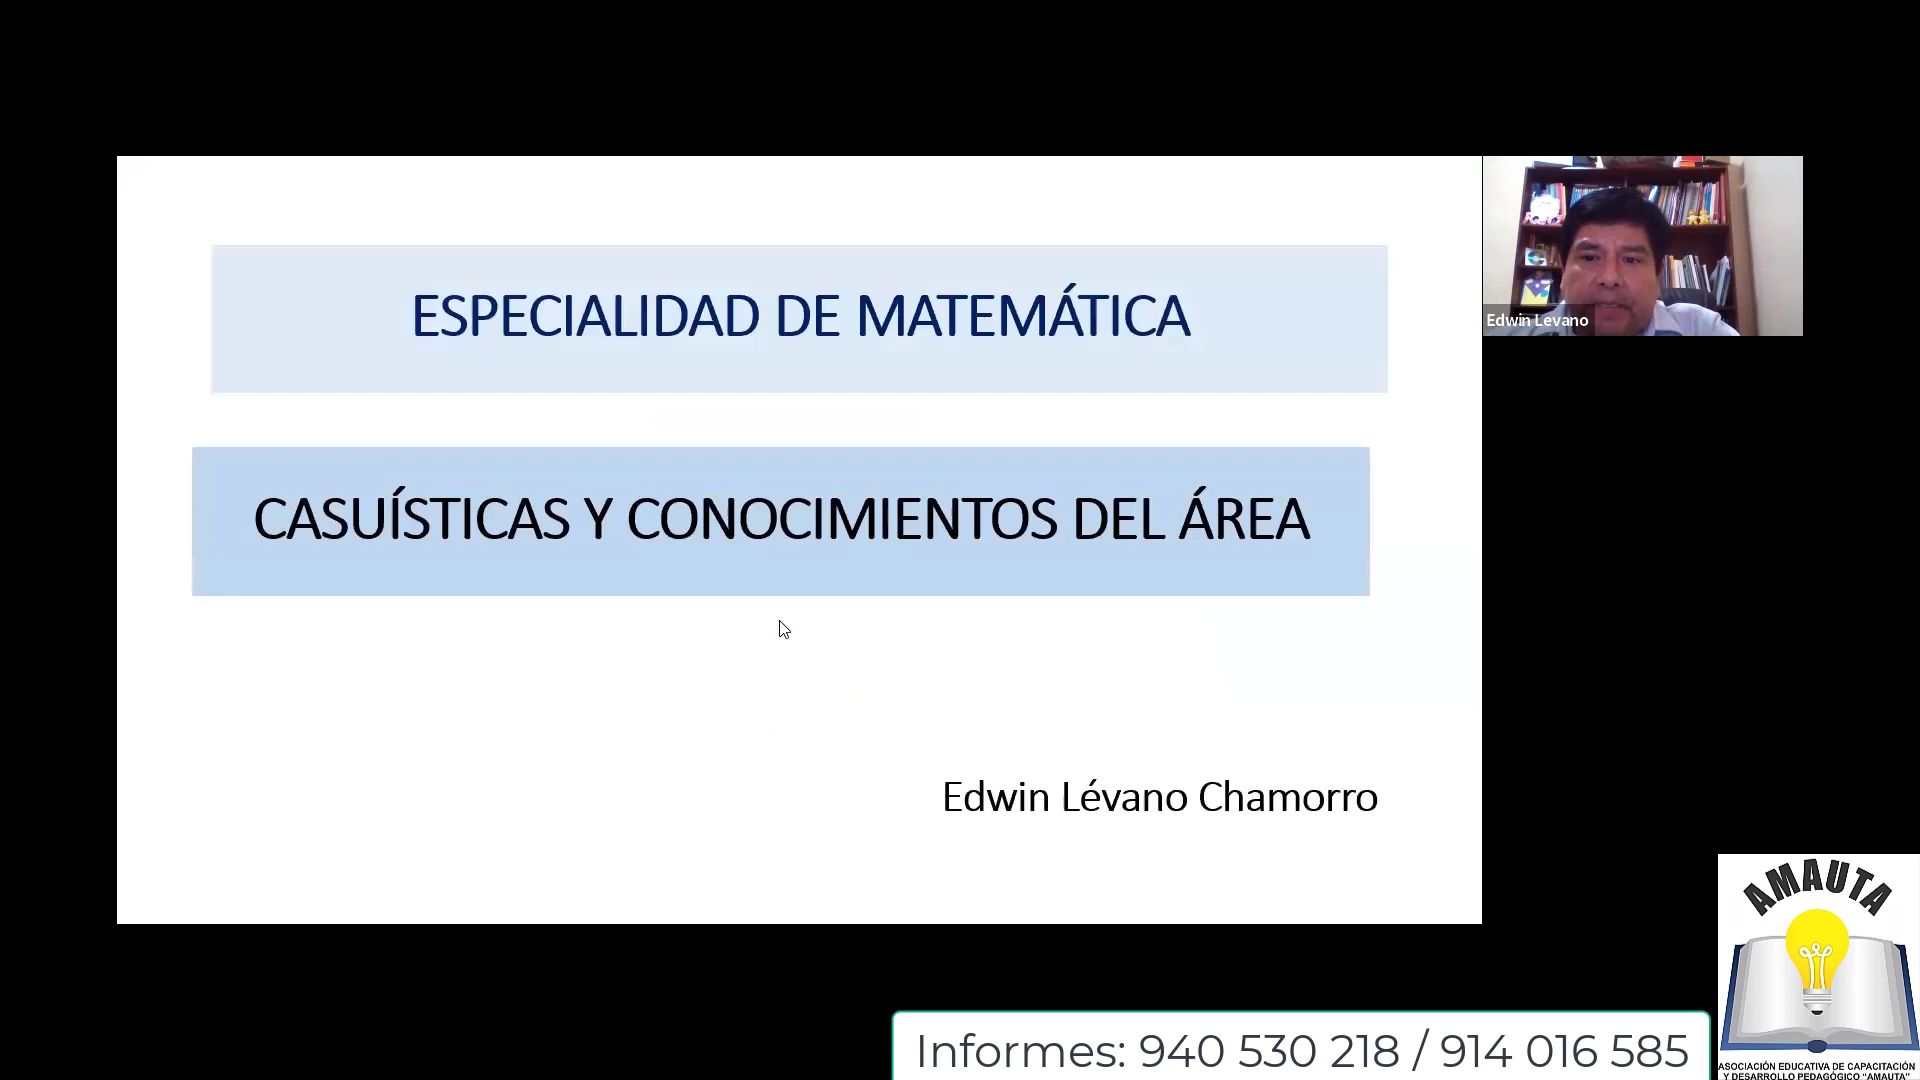 ESPECIALIDAD DE MATEMÁTICA
CASUÍSTICAS Y CONOCIMIENTOS DEL ÁREA
Edwin Lévano Chamorro
Edwin Levano
AMAUTA
Informes: 940 530 218 / 914 016 585
ASOCIACIÓN EDUCATIVA DE CAPACITACIÓN
Y DESARROLLO PEDAGÓGICO "AMAUTA"